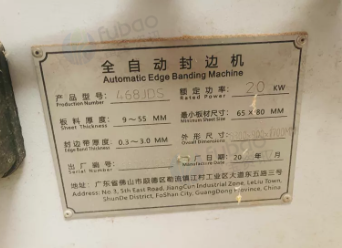 Fubao
全自动封边机
Automatic Edge Banding Machine
产品型号: 468JDS 额定功率: 20 KW
Production Number Rated Power
板料厚度: 9~55 MM 最小板材尺寸: 65×80 MM
Sheet Thickness Minimum Sheet Size
封边带厚度: 0.3~3.0 MM 外形尺寸
Edge Band Thickness Overall Dimensions
出厂编号 厂日期 20 年 月
地址: 广东省佛山市顺德区勒流镇江村工业区大道东五路三号
Address: No 3, 5th East Road, JiangCun Industrial Zone, LeLiu Town,
ShunDe District, FoShan City, GuangDong Province, China